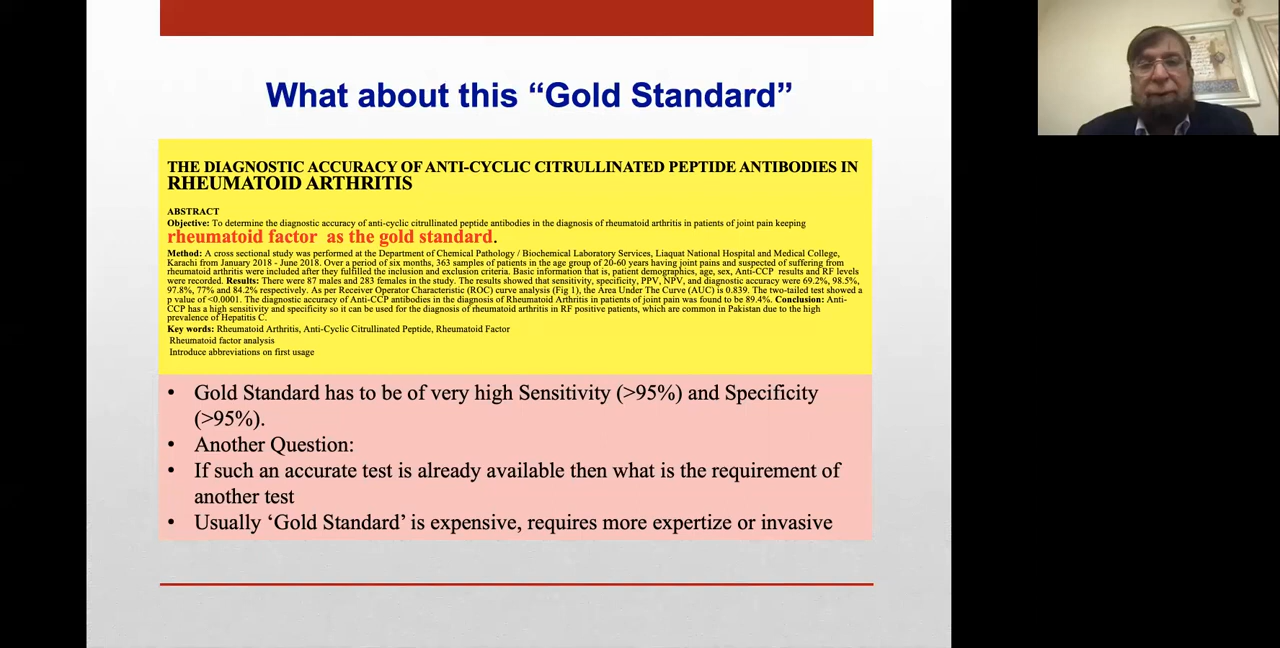 What about this “Gold Standard”
THE DIAGNOSTIC ACCURACY OF ANTI-CYCLIC CITRULLINATED PEPTIDE ANTIBODIES IN
RHEUMATOID ARTHRITIS
ABSTRACT
Objective: To determine the diagnostic accuracy of anti-cyclic citrullinated peptide antibodies in the diagnosis of rheumatoid arthritis in patients of joint pain keeping
rheumatoid factor as the gold standard.
Method: A cross sectional study was performed at the Department of Chemical Pathology / Biochemical Laboratory Services, Liaquat National Hospital and Medical College,
Karachi from January 2018 - June 2018. Over a period of six months, 363 samples of patients in the age group of 20-60 years having joint pains and suspected of suffering from
rheumatoid arthritis were included after they fulfilled the inclusion and exclusion criteria. Basic information that is, patient demographics, age, sex, Anti-CCP results and RF levels
were recorded. Results: There were 87 males and 283 females in the study. The results showed that sensitivity, specificity, PPV, NPV, and diagnostic accuracy were 69.2%, 98.5%,
97.8%, 77% and 84.2% respectively. As per Receiver Operator Characteristic (ROC) curve analysis (Fig 1), the Area Under The Curve (AUC) is 0.839. The two-tailed test showed a
p value of <0.0001. The diagnostic accuracy of Anti-CCP antibodies in the diagnosis of Rheumatoid Arthritis in patients of joint pain was found to be 89.4%. Conclusion: Anti-
CCP has a high sensitivity and specificity so it can be used for the diagnosis of rheumatoid arthritis in RF positive patients, which are common in Pakistan due to the high
prevalence of Hepatitis C.
Key words: Rheumatoid Arthritis, Anti-Cyclic Citrullinated Peptide, Rheumatoid Factor
Rheumatoid factor analysis
Introduce abbreviations on first usage
• Gold Standard has to be of very high Sensitivity (>95%) and Specificity
(>95%).
• Another Question:
• If such an accurate test is already available then what is the requirement of
another test
• Usually ‘Gold Standard’ is expensive, requires more expertize or invasive